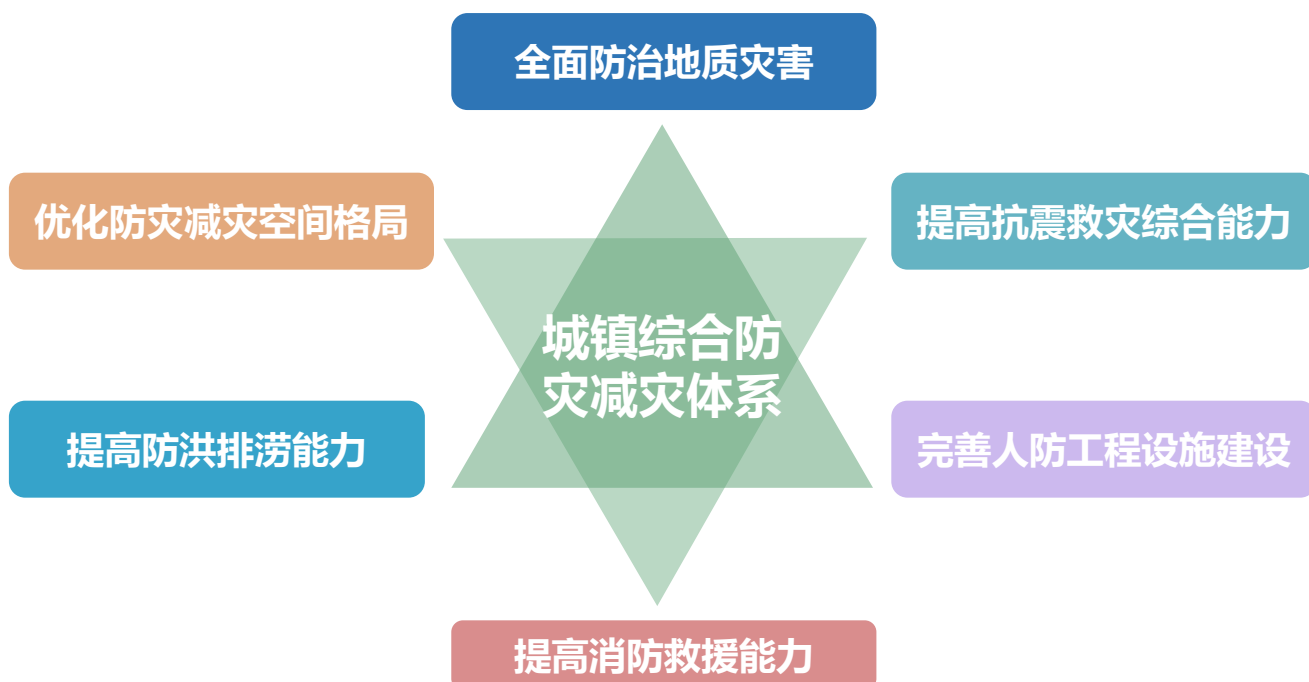 全面防治地质灾害
优化防灾减灾空间格局
提高抗震救灾综合能力
城镇综合防
灾减灾体系
提高防洪排涝能力
完善人防工程设施建设
提高消防救援能力